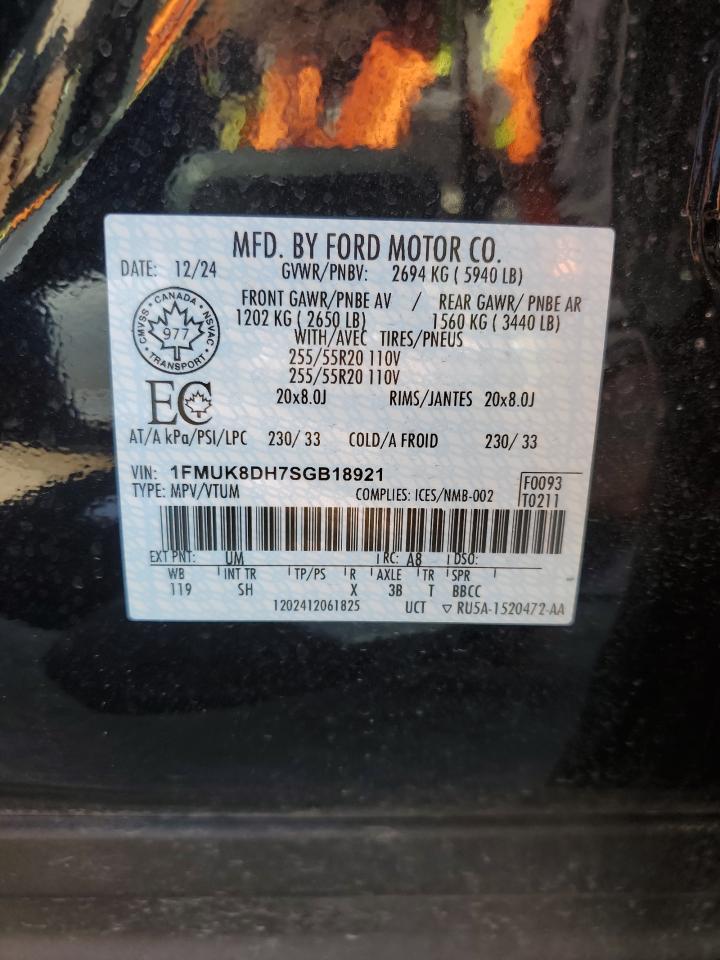 MFD. BY FORD MOTOR CO.
DATE: 12/24 GVWR/PNBV: 2694 KG ( 5940 LB)
FRONT GAWR/PNBE AV / REAR GAWR/ PNBE AR
1202 KG ( 2650 LB) 1560 KG ( 3440 LB)
WITH/AVEC TIRES/PNEUS
255/55R20 110V
255/55R20 110V
20x8.0J RIMS/JANTES 20x8.0J
CANADA
CMVSS 977 NSVAC
TRANSPORT
EC
AT/A kPa/PSI/LPC 230/ 33 COLD/A FROID 230/ 33
VIN: 1FMUK8DH7SGB18921
TYPE: MPV/VTUM COMPLIES: ICES/NMB-002
F0093
T0211
EXT PNT: UM RC: A8 DSO:
WB INT TR TP/PS R AXLE TR SPR
119 SH X 3B T BBCC
1202412061825 UCT ▽ RU5A-1520472-AA